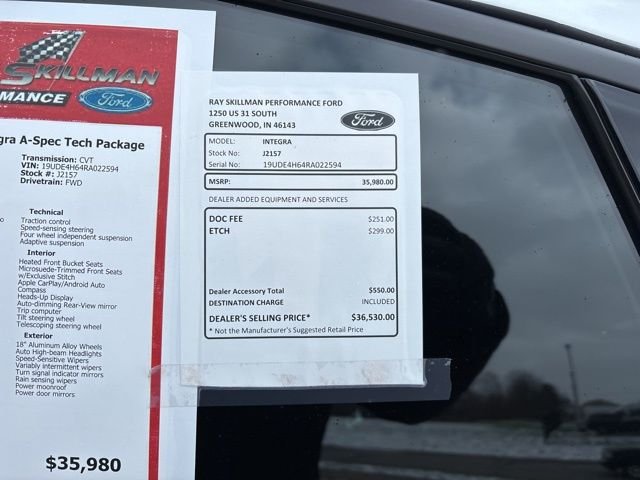 SKILLMAN
MANCE
Ford
gra A-Spec Tech Package
Transmission: CVT
VIN: 19UDE4H64RA022594
Stock #: J2157
Drivetrain: FWD
Technical
Traction control
Speed-sensing steering
Four wheel independent suspension
Adaptive suspension
Interior
Heated Front Bucket Seats
Microsuede-Trimmed Front Seats
w/Exclusive Stitch
Apple CarPlay/Android Auto
Compass
Heads-Up Display
Auto-dimming Rear-View mirror
Trip computer
Tilt steering wheel
Telescoping steering wheel
Exterior
18" Aluminum Alloy Wheels
Auto High-beam Headlights
Speed-Sensitive Wipers
Variably intermittent wipers
Turn signal indicator mirrors
Rain sensing wipers
Power moonroof
Power door mirrors
$35,980
RAY SKILLMAN PERFORMANCE FORD
1250 US 31 SOUTH
GREENWOOD, IN 46143
Ford
MODEL: INTEGRA
Stock No: J2157
Serial No: 19UDE4H64RA022594
MSRP: 35,980.00
DEALER ADDED EQUIPMENT AND SERVICES
DOC FEE $251.00
ETCH $299.00
Dealer Accessory Total $550.00
DESTINATION CHARGE INCLUDED
DEALER'S SELLING PRICE* $36,530.00
* Not the Manufacturer's Suggested Retail Price